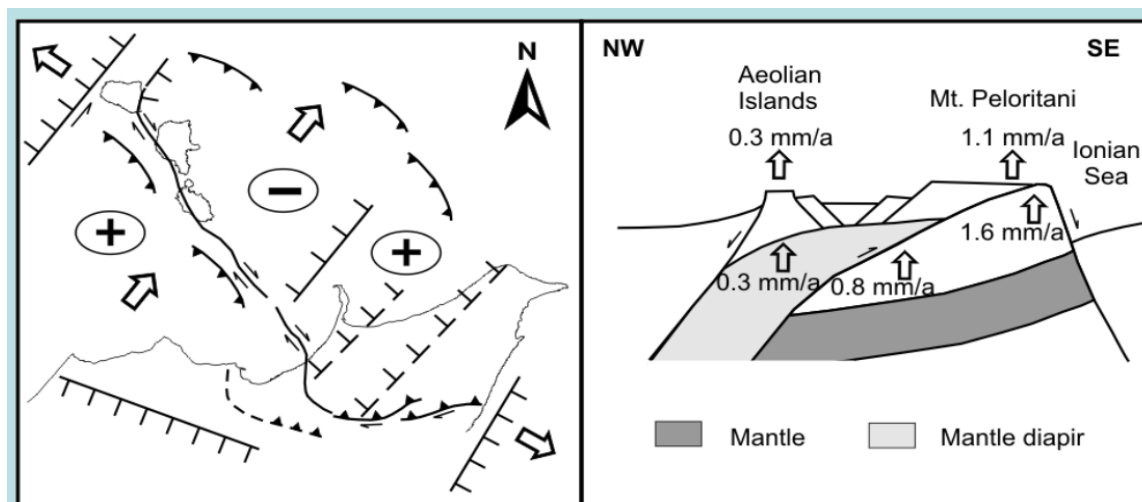 N
+
−
+
NW
SE
Aeolian
Islands
0.3 mm/a
Mt. Peloritani
1.1 mm/a
Ionian
Sea
1.6 mm/a
0.3 mm/a
0.8 mm/a
Mantle
Mantle diapir